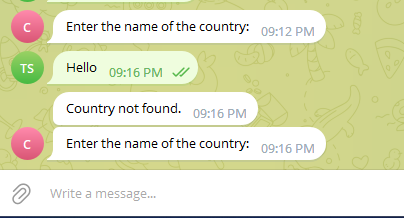 C
Enter the name of the country: 09:12 PM
TS
Hello 09:16 PM
Country not found. 09:16 PM
C
Enter the name of the country: 09:16 PM
Write a message...